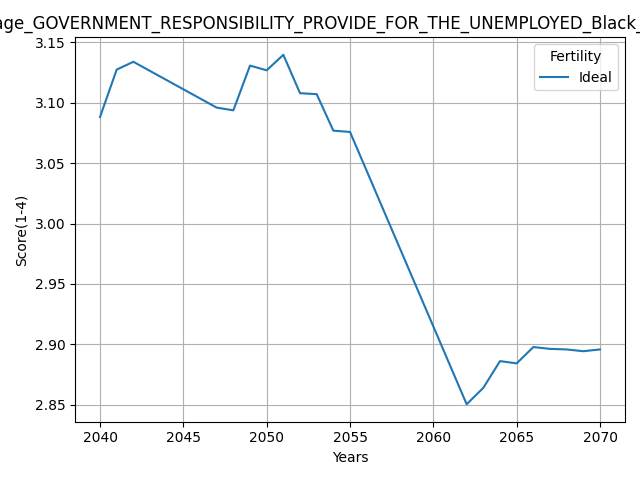 age_GOVERNMENT_RESPONSIBILITY_PROVIDE_FOR_THE_UNEMPLOYED_Black_
3.15
3.10
3.05
3.00
2.95
2.90
2.85
Score(1-4)
Fertility
Ideal
2040 2045 2050 2055 2060 2065 2070
Years